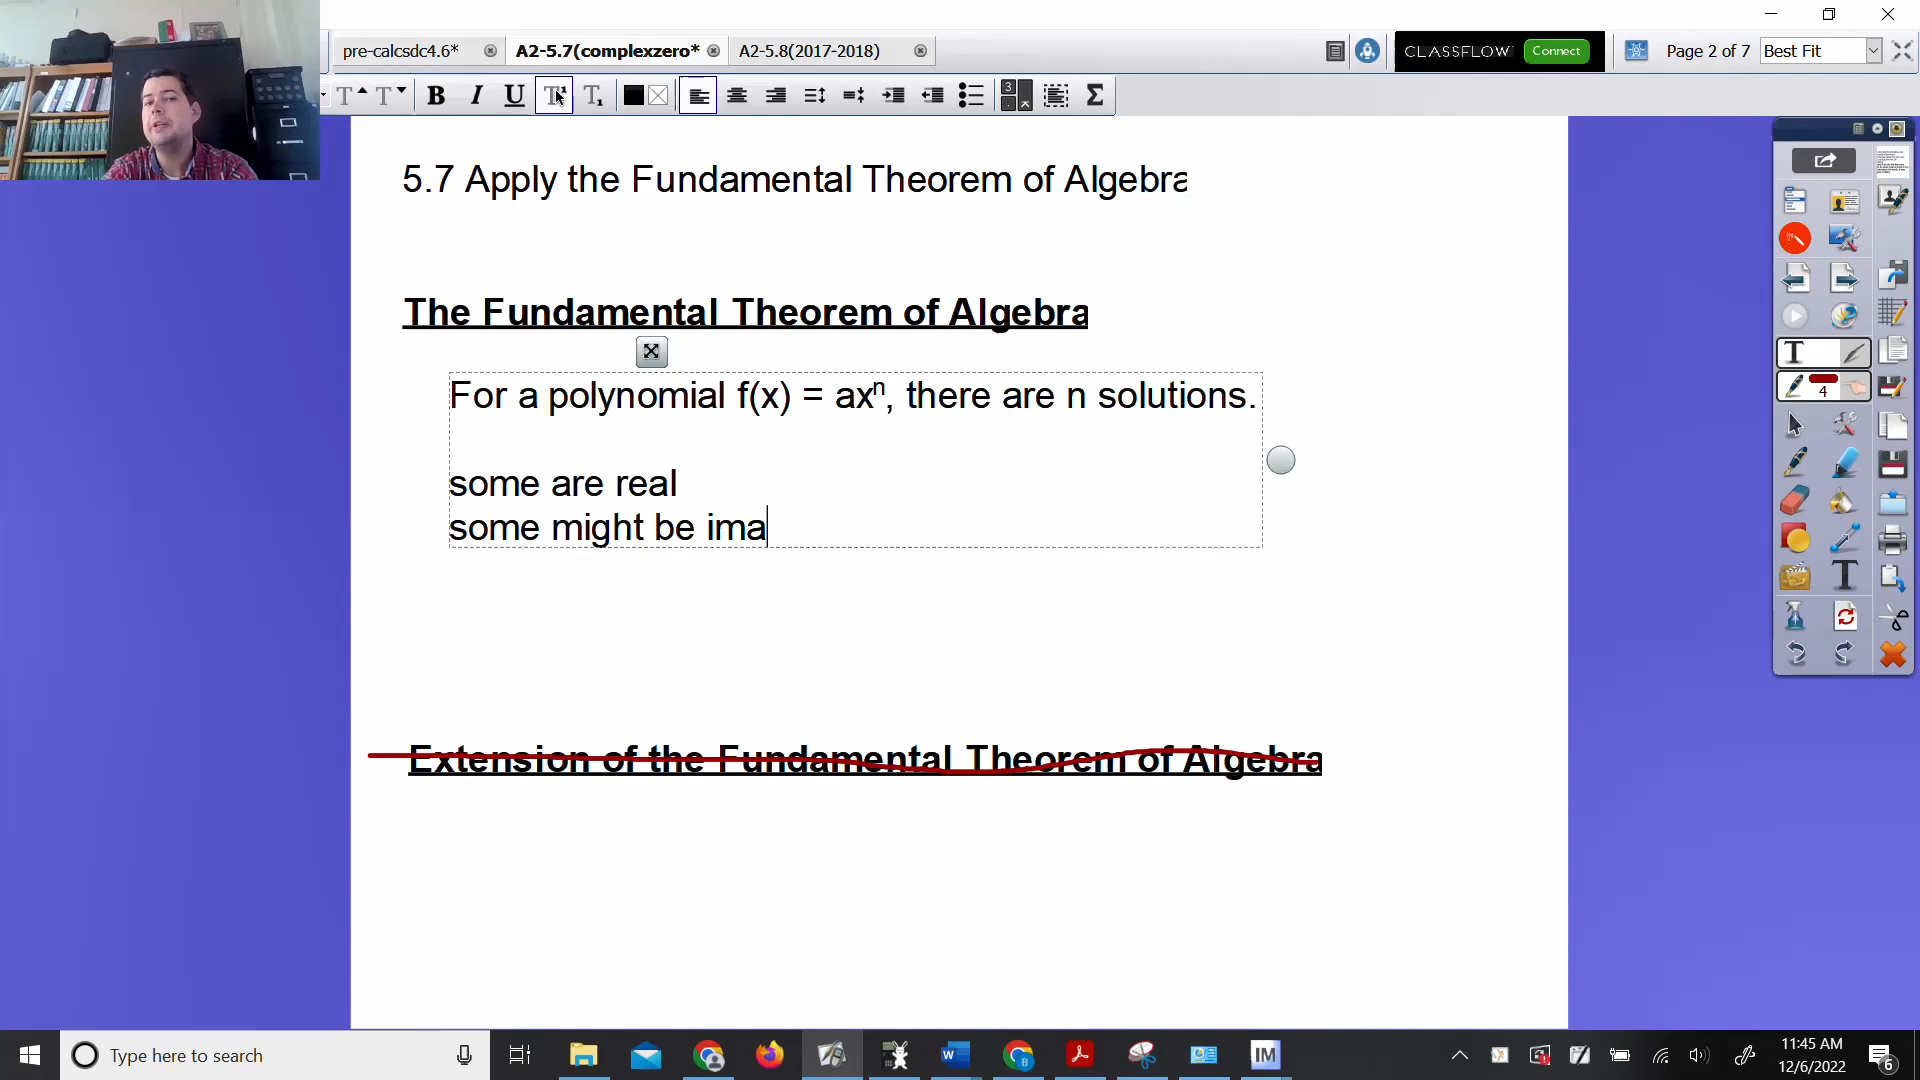 pre-calcsdc4.6*
A2-5.7(complexzero*
A2-5.8(2017-2018)
CLASSFLOW Connect
Page 2 of 7
Best Fit
5.7 Apply the Fundamental Theorem of Algebra
The Fundamental Theorem of Algebra
For a polynomial f(x) = axⁿ, there are n solutions.
some are real
some might be ima
4
Extension of the Fundamental Theorem of Algebra
Type here to search
IM
11:45 AM
12/6/2022
6